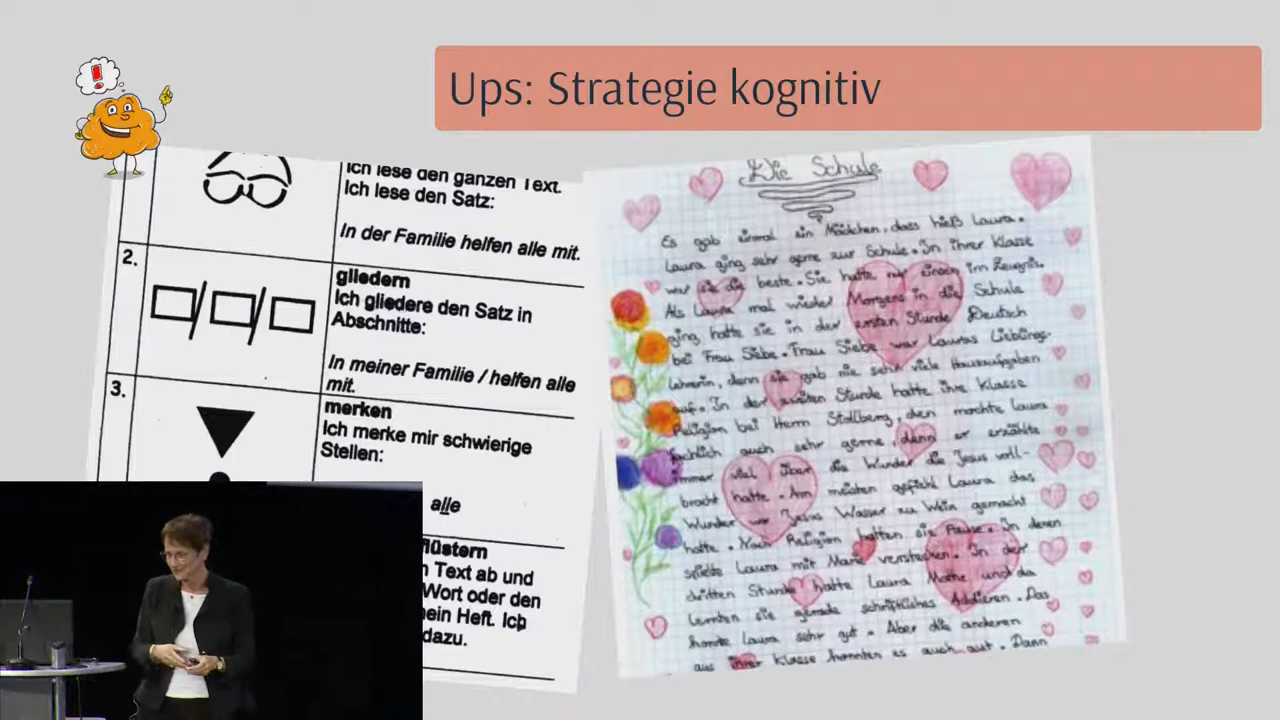 Ups: Strategie kognitiv
Ich lese den ganzen Text.
Ich lese den Satz:
In der Familie helfen alle mit.
2.
gliedern
Ich gliedere den Satz in
Abschnitte:
In meiner Familie / helfen alle
mit.
3.
merken
Ich merke mir schwierige
Stellen:
alle
flüstern
n Text ab und
Wort oder den
mein Heft. Ich
dazu.
Die Schule
Es gab einmal ein Mädchen, dass hieß Laura.
Laura ging sehr gerne zur Schule. In ihrer Klasse
war sie die beste. Sie hatte nur einsen im Zeugnis.
Als Laura mal wieder Morgens in die Schule
ging, hatte sie in der ersten Stunde Deutsch
bei Frau Siebe. Frau Siebe war Lauras Lieblings-
lehrerin, denn sie gab nie sehr viele Hausaufgaben
auf. In der zweiten Stunde hatte ihre Klasse
Religion bei Herrn Stollberg, den mochte Laura
auch sehr gerne, denn er erzählte
immer viel über die Wunder die Jesus voll-
bracht hatte. Am meisten gefiehl Laura das
Wunder wo Jesus Wasser zu Wein gemacht
hatte. Nach Religion hatten sie Pause. In deren
spielte Laura mit Marie verstecken. In der
dritten Stunde hatte Laura Mathe und da
lernten sie gerade schriftliches Addieren. Das
konnte Laura sehr gut. Aber die anderen
aus ihrer Klasse konnten es auch gut. Dann